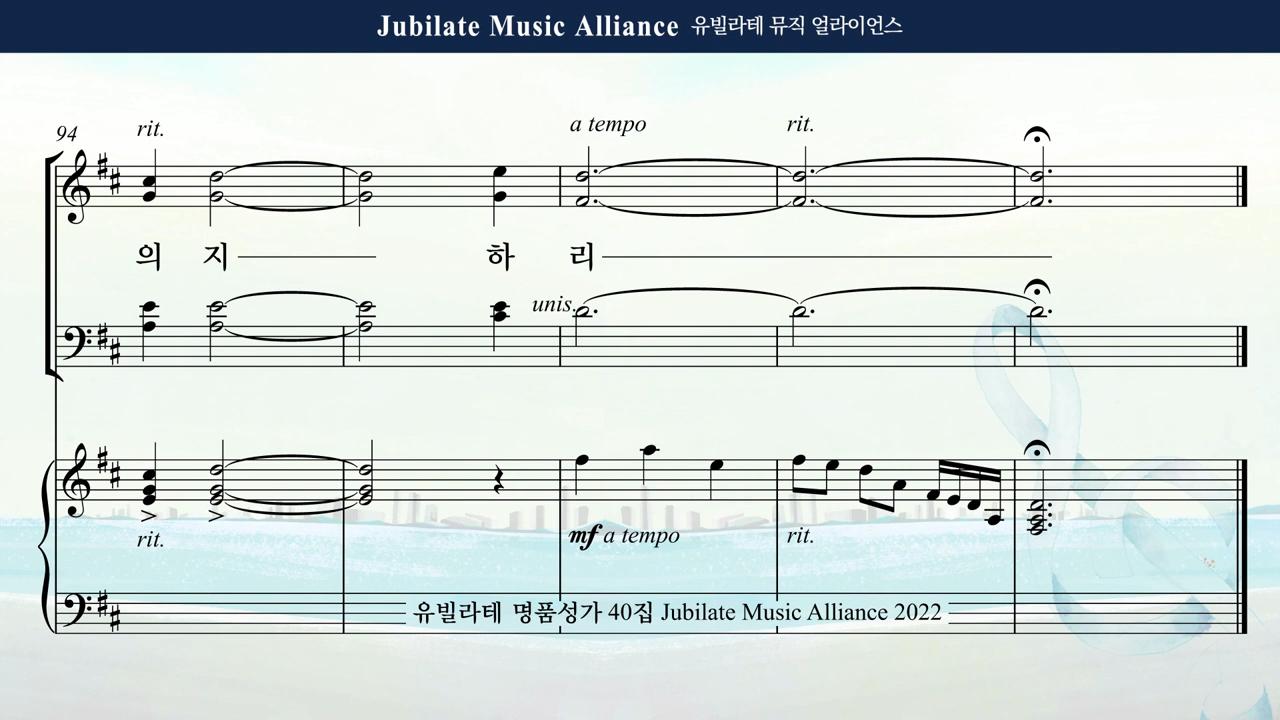 Jubilate Music Alliance 유빌라테 뮤직 얼라이언스
94 rit. a tempo rit.
의 지 하 리
unis.
rit. mf a tempo rit.
유빌라테 명품성가 40집 Jubilate Music Alliance 2022